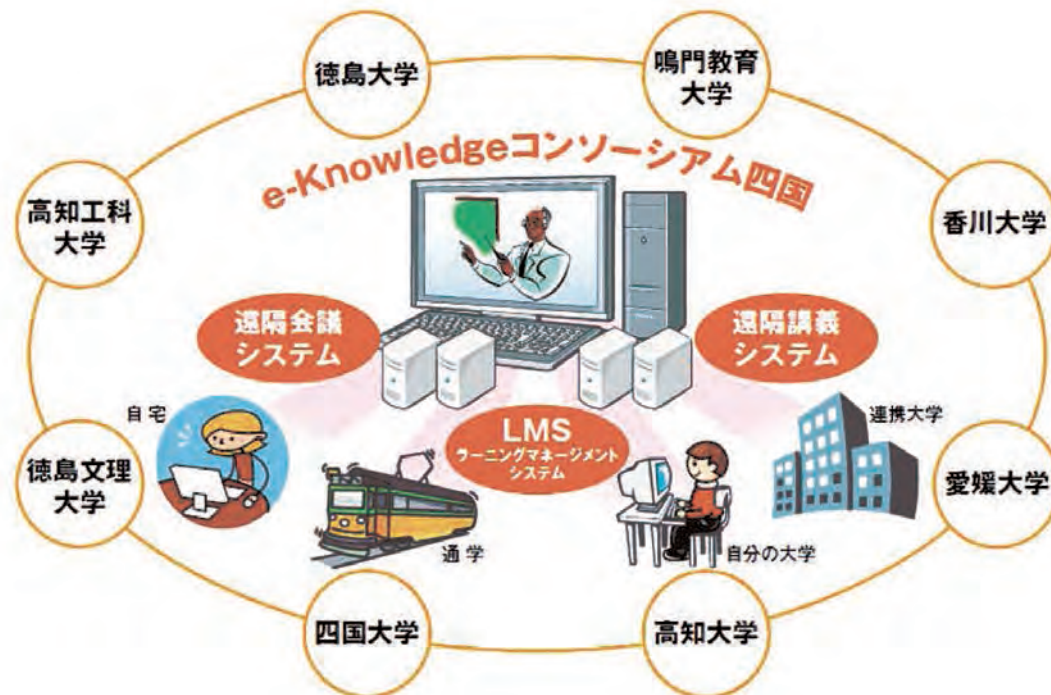 徳島大学
鳴門教育
大学
e-Knowledgeコンソーシアム四国
高知工科
大学
香川大学
遠隔会議
システム
遠隔講義
システム
自宅
連携大学
LMS
ラーニングマネージメント
システム
徳島文理
大学
愛媛大学
通学
自分の大学
四国大学
高知大学